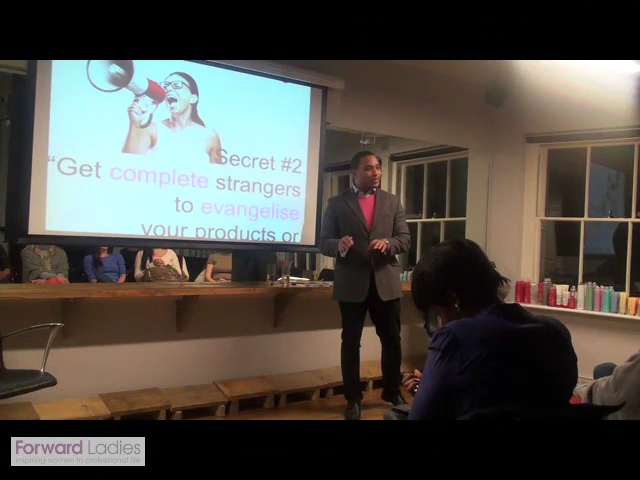 Secret #2
“Get complete strangers
to evangelise
your products or
Forward Ladies
inspiring women in professional life